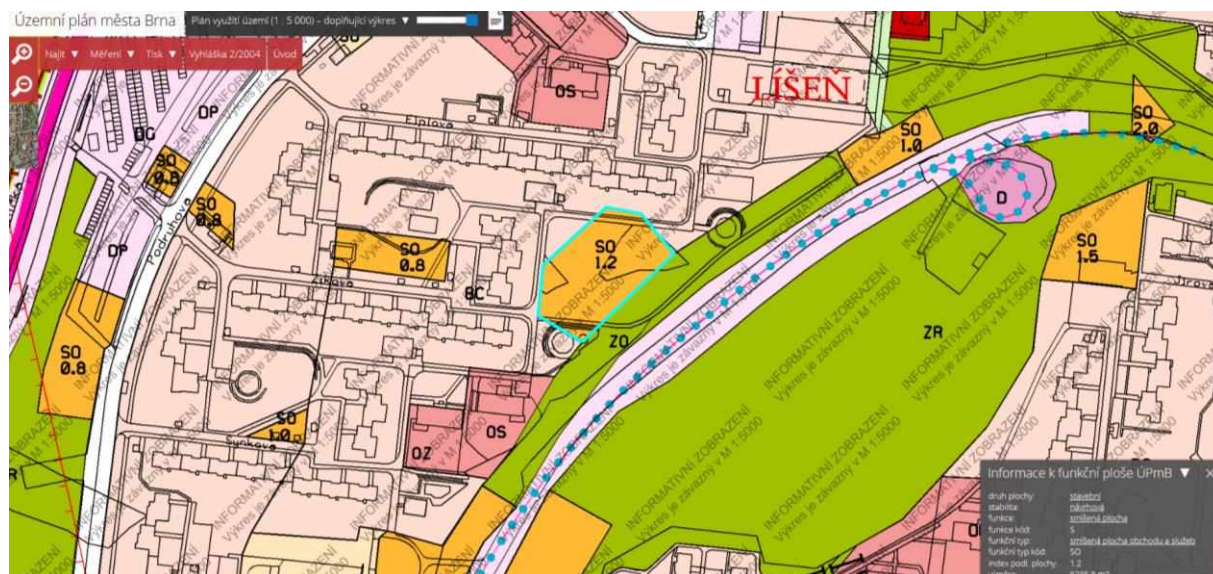 Územní plán města Brna
Plán využití území (1 : 5 000) – doplňující výkres ▼
Najít ▼ Měření ▼ Tisk ▼ Vyhláška 2/2004 Úvod
LÍŠEŇ
OS
Elplova
DP
DG
SO
0.8
SO
0.8
DP
Podruhova
SO
0.8
SO
1.2
SO
1.0
SO
2.0
D
SO
1.5
Zikova
BC
ZO
ZR
SO
0.8
SO
1.0
Synkova
OZ
OS
INFORMATIVNÍ ZOBRAZENÍ
Výkres je závazný v M 1:5000
Informace k funkční ploše ÚPmB ▼ ×
druh plochy: stavební
stabilita: návrhová
funkce: smíšená plocha
funkce kód: S
funkční typ: smíšená plocha obchodu a služeb
funkční typ kód: SO
index podl. plochy: 1.2